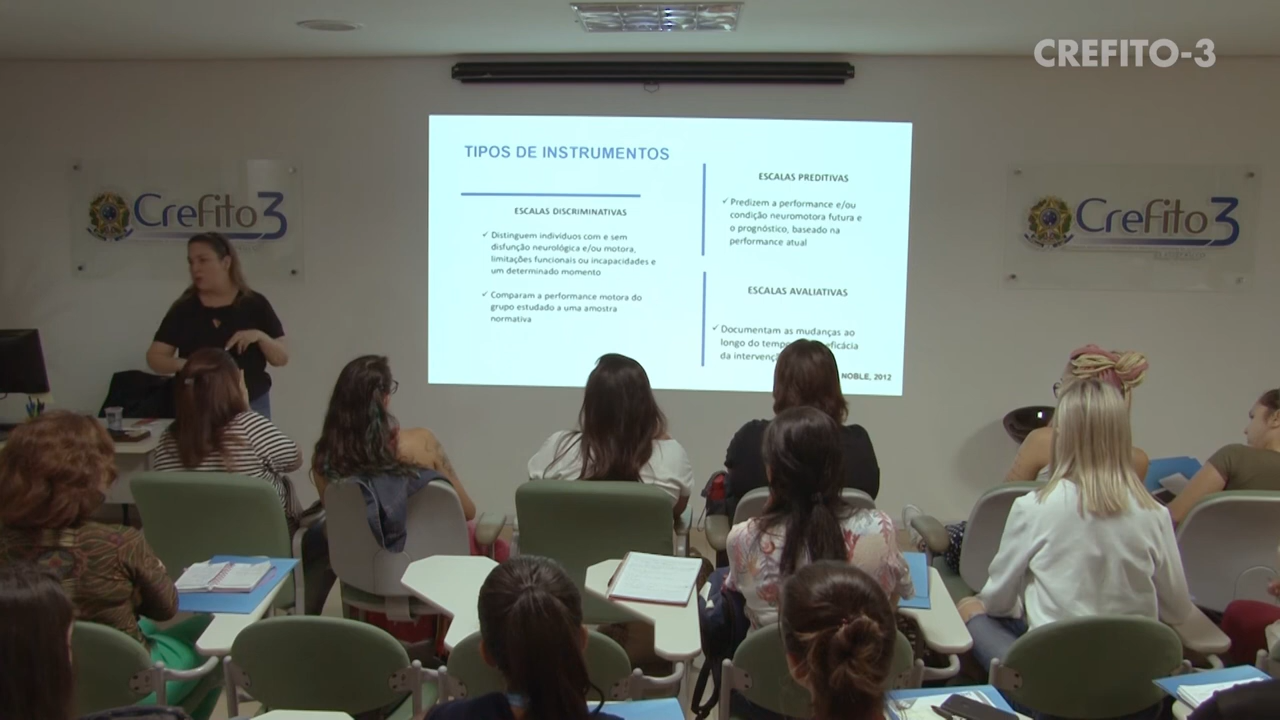 CREFITO-3
CreFito3
CreFito3
TIPOS DE INSTRUMENTOS
ESCALAS DISCRIMINATIVAS
✓ Distinguem indivíduos com e sem
disfunção neurológica e/ou motora,
limitações funcionais ou incapacidades e
um determinado momento
✓ Comparam a performance motora do
grupo estudado a uma amostra
normativa
ESCALAS PREDITIVAS
✓ Predizem a performance e/ou
condição neuromotora futura e
o prognóstico, baseado na
performance atual
ESCALAS AVALIATIVAS
✓ Documentam as mudanças ao
longo do tempo eficácia
da intervenç
NOBLE, 2012